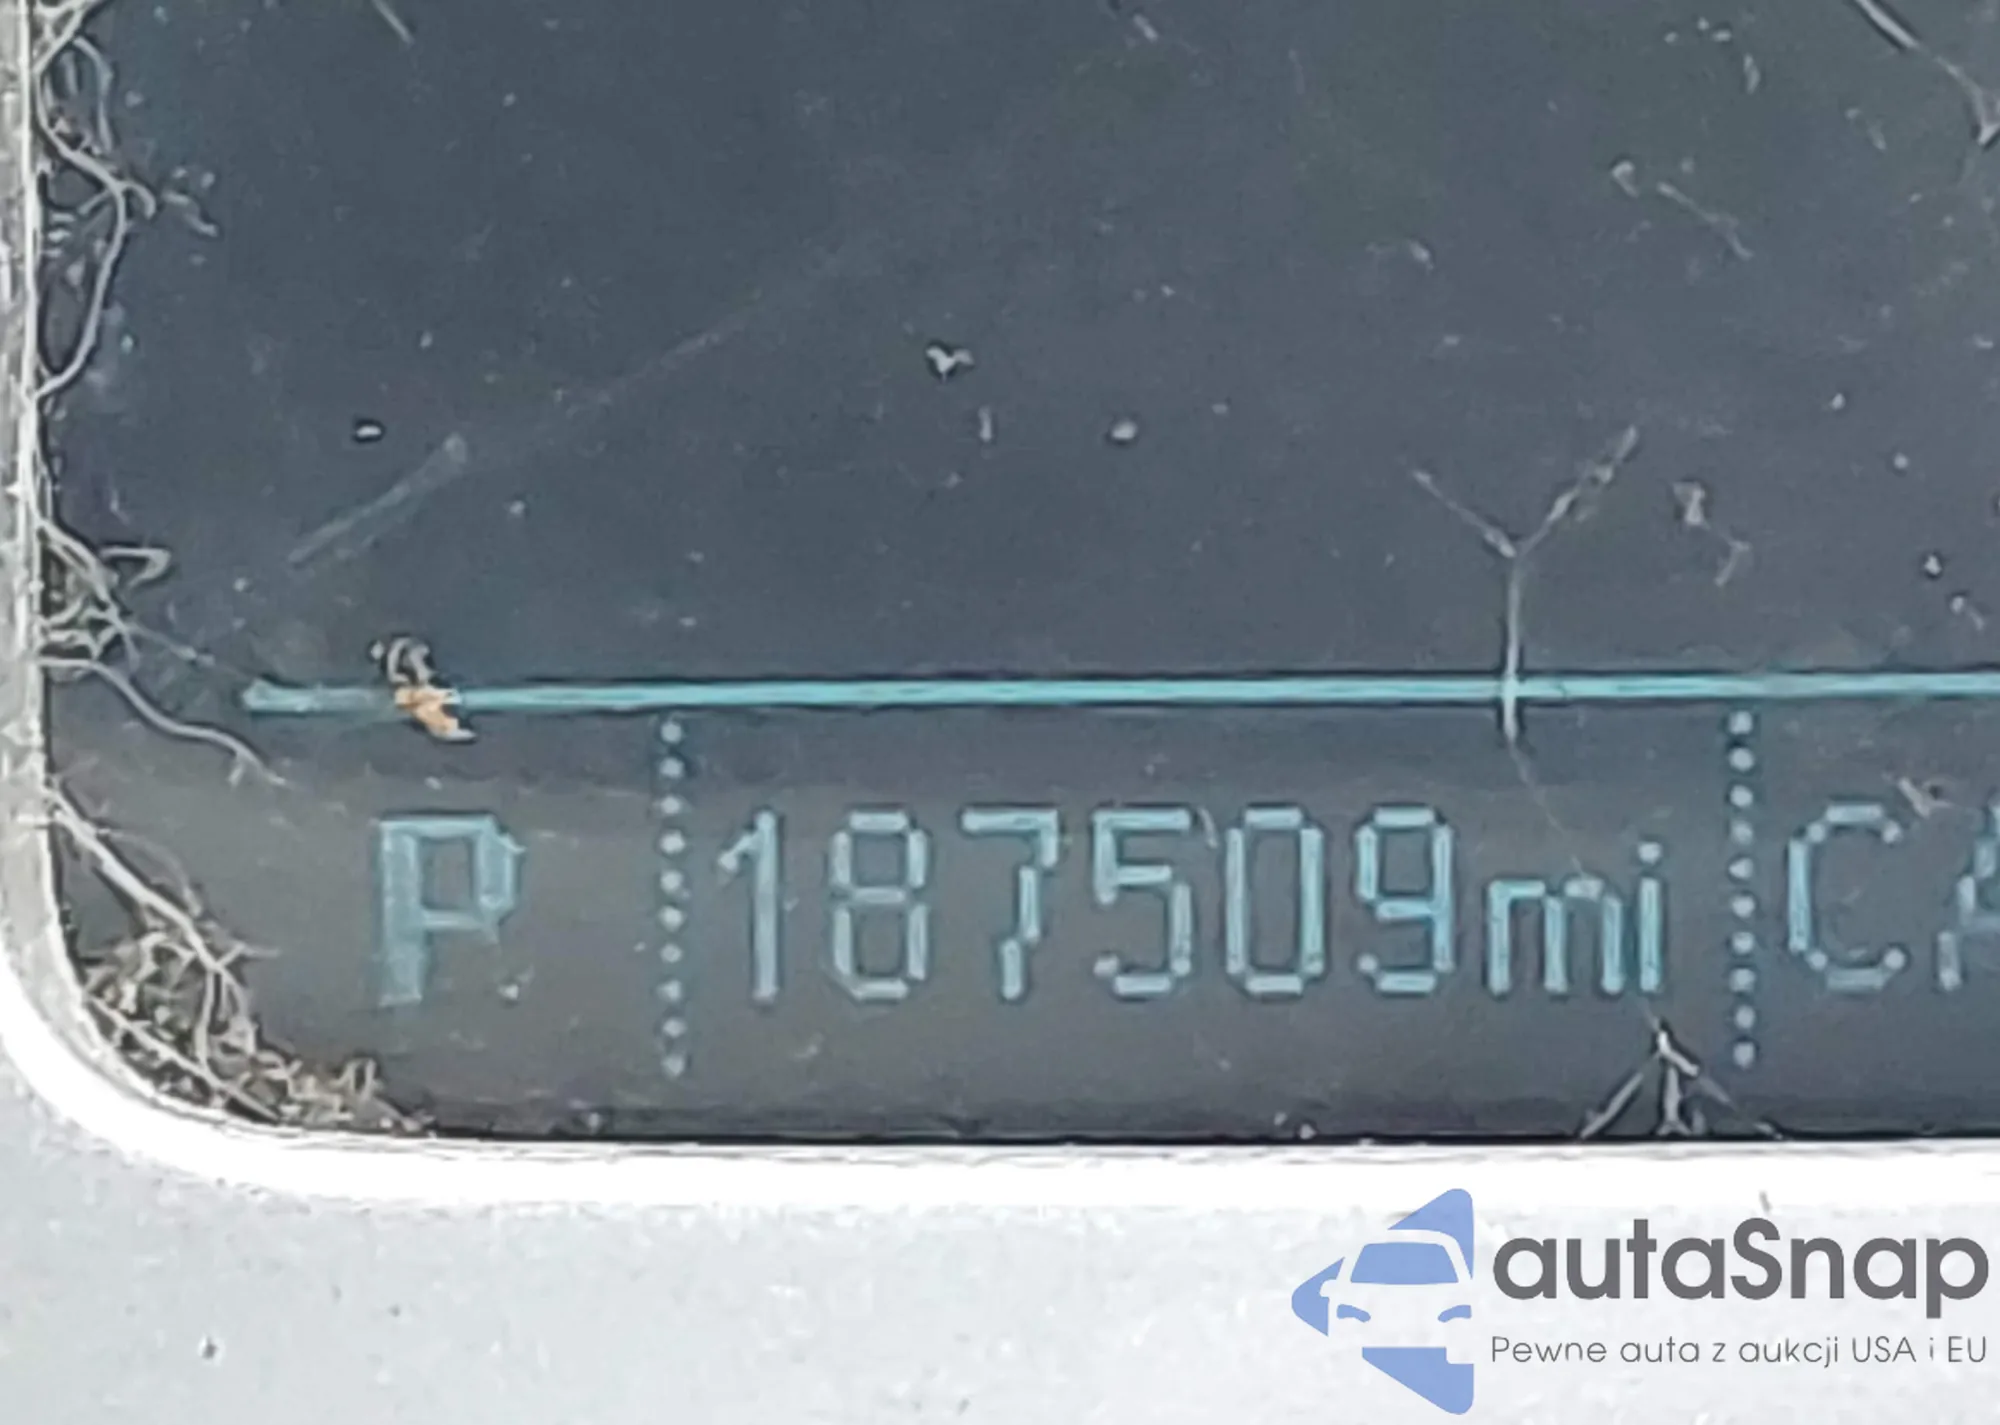 P 187509mi C
autaSnap
Pewne auta z aukcji USA i EU